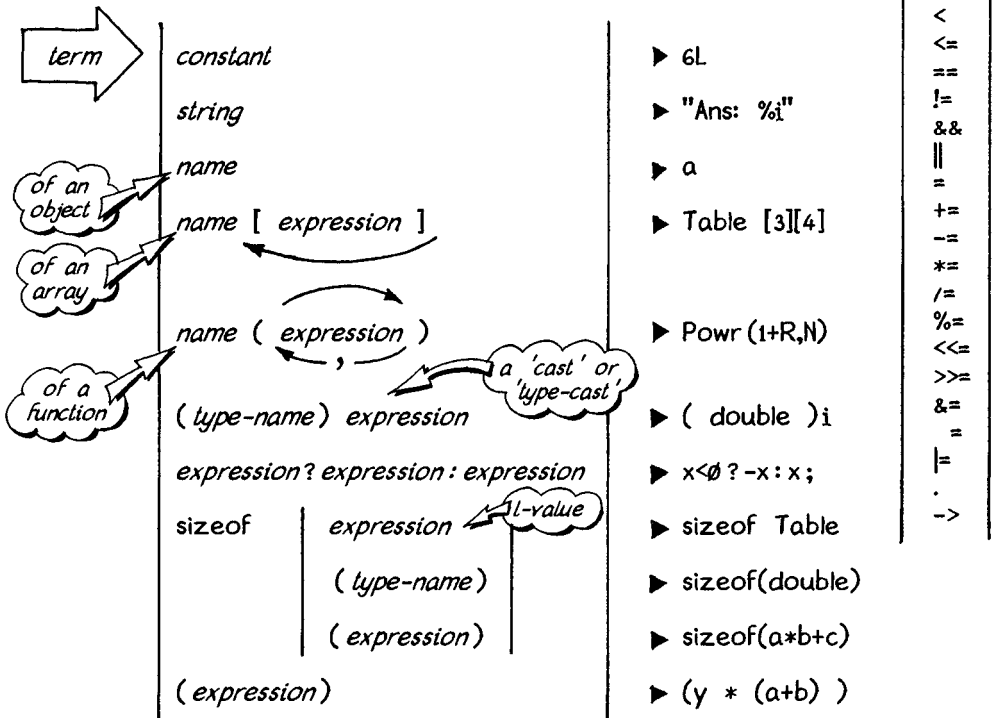 term
constant
▶ 6L
string
▶ "Ans: %i"
of an
object
name
▶ a
of an
array
name [ expression ]
▶ Table [3][4]
of a
function
name ( expression )
,
▶ Powr(1+R,N)
a 'cast' or
'type-cast'
(type-name) expression
▶ ( double )i
expression? expression : expression
▶ x<Ø?-x:x;
sizeof
expression
l-value
▶ sizeof Table
(type-name)
▶ sizeof(double)
(expression)
▶ sizeof(a*b+c)
(expression)
▶ (y * (a+b) )
<
<=
==
!=
&&
||
=
+=
-=
*=
/=
%=
<<=
>>=
&=
=
|=
.
->